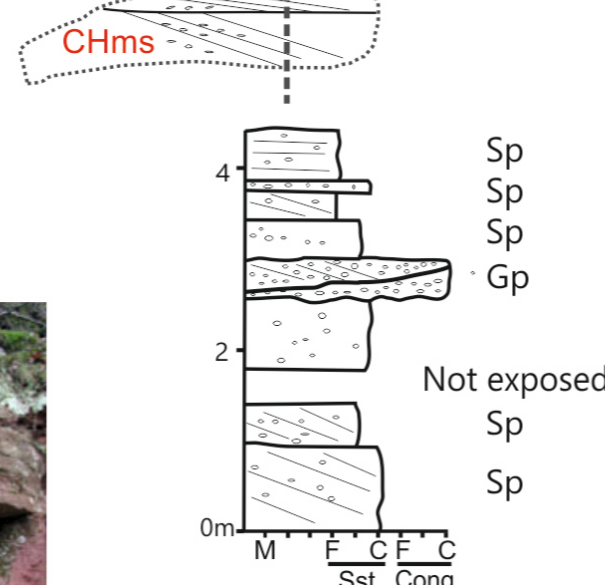 CHms
Sp
4
Sp
Sp
Gp
2
Not exposed
Sp
Sp
0m
M F C F C
Sst Cong